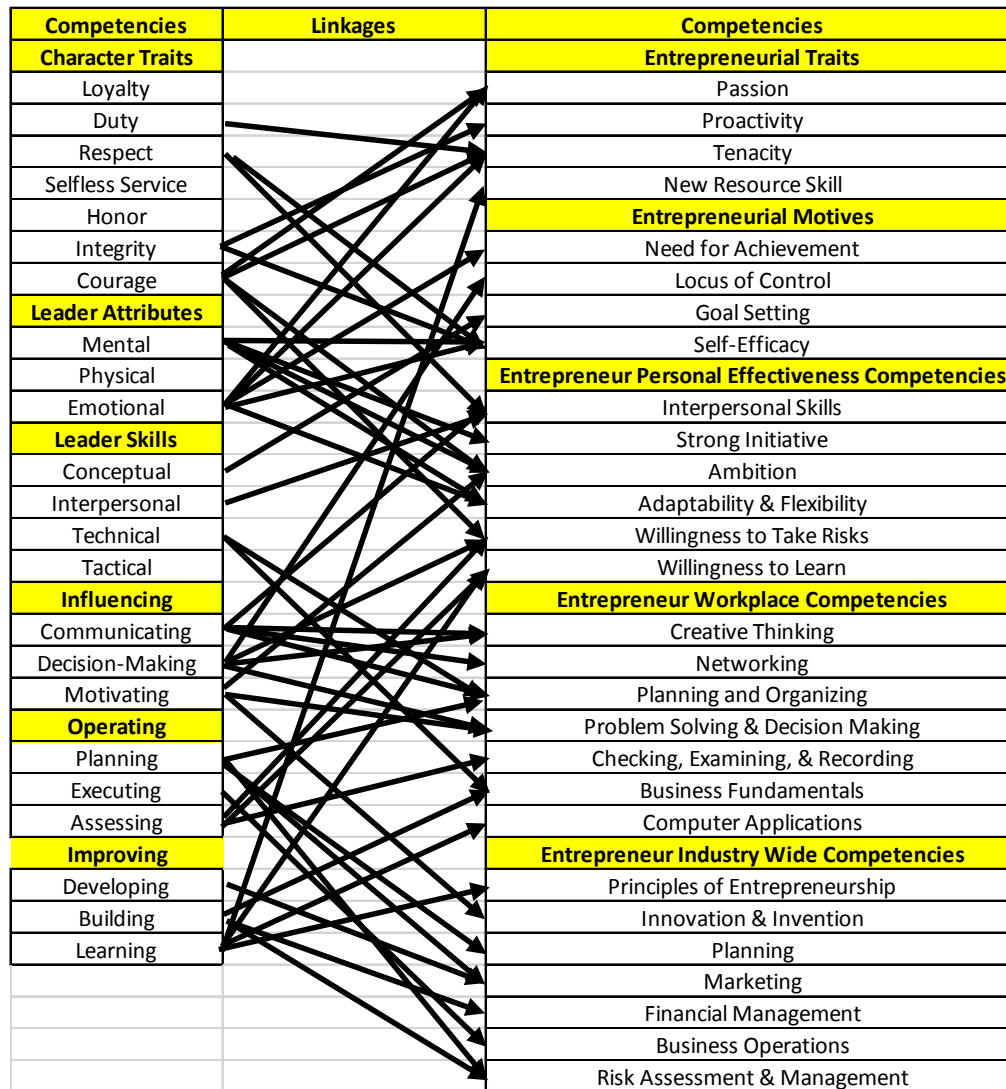 Competencies Linkages Competencies
Character Traits Entrepreneurial Traits
Loyalty Passion
Duty Proactivity
Respect Tenacity
Selfless Service New Resource Skill
Honor Entrepreneurial Motives
Integrity Need for Achievement
Courage Locus of Control
Leader Attributes Goal Setting
Mental Self-Efficacy
Physical Entrepreneur Personal Effectiveness Competencies
Emotional Interpersonal Skills
Leader Skills Strong Initiative
Conceptual Ambition
Interpersonal Adaptability & Flexibility
Technical Willingness to Take Risks
Tactical Willingness to Learn
Influencing Entrepreneur Workplace Competencies
Communicating Creative Thinking
Decision-Making Networking
Motivating Planning and Organizing
Operating Problem Solving & Decision Making
Planning Checking, Examining, & Recording
Executing Business Fundamentals
Assessing Computer Applications
Improving Entrepreneur Industry Wide Competencies
Developing Principles of Entrepreneurship
Building Innovation & Invention
Learning Planning
Marketing
Financial Management
Business Operations
Risk Assessment & Management